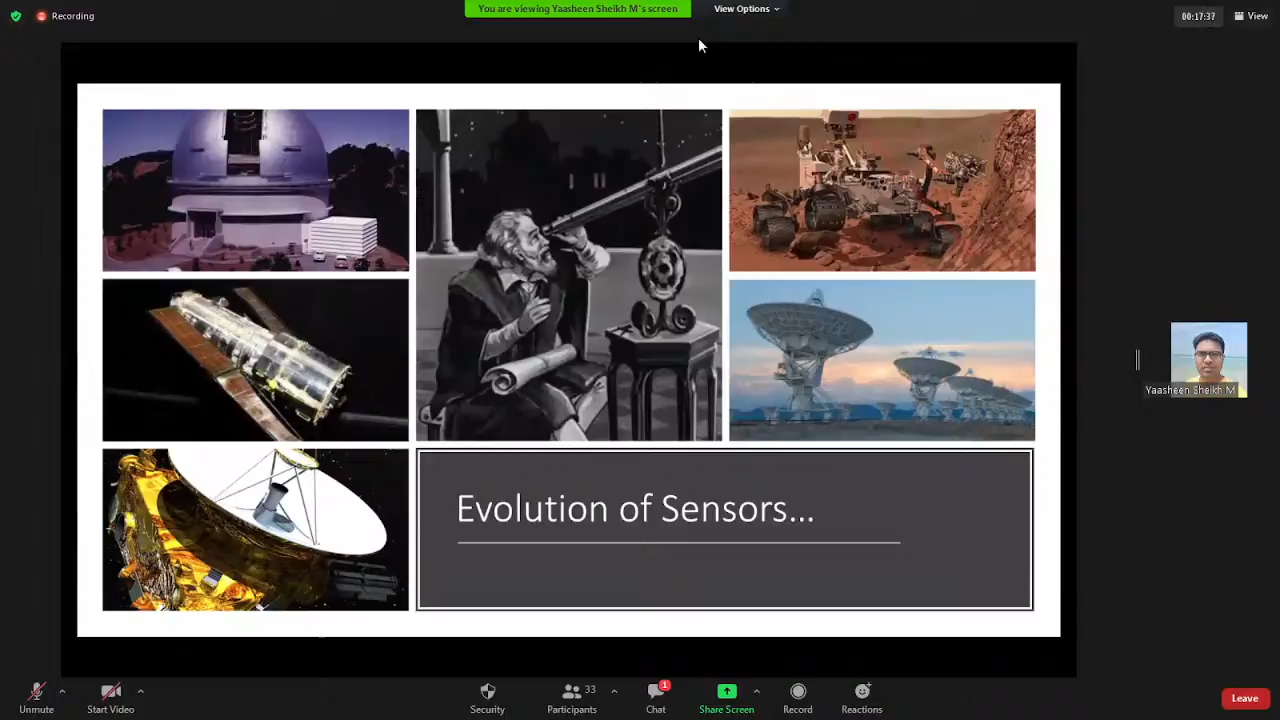 Recording
You are viewing Yaasheen Sheikh M's screen
View Options
00:17:37
View
Yaasheen Sheikh M
Evolution of Sensors...
Unmute
Start Video
Security
33
Participants
1
Chat
Share Screen
Record
Reactions
Leave